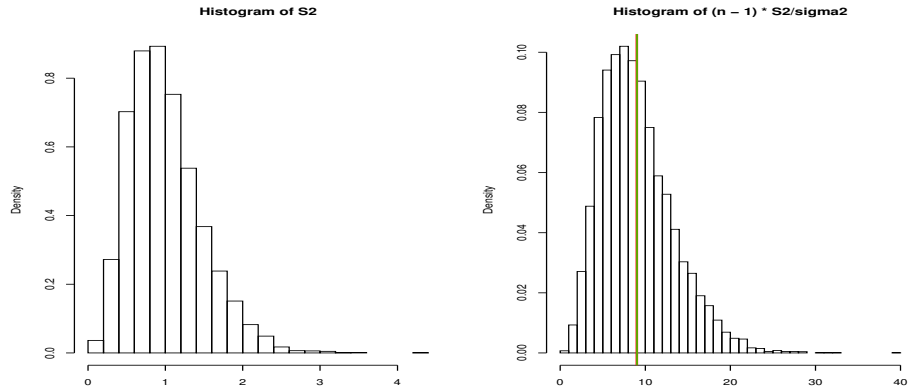 Histogram of S2
Density
0.0 0.2 0.4 0.6 0.8
0 1 2 3 4
Histogram of (n − 1) * S2/sigma2
Density
0.00 0.02 0.04 0.06 0.08 0.10
0 10 20 30 40